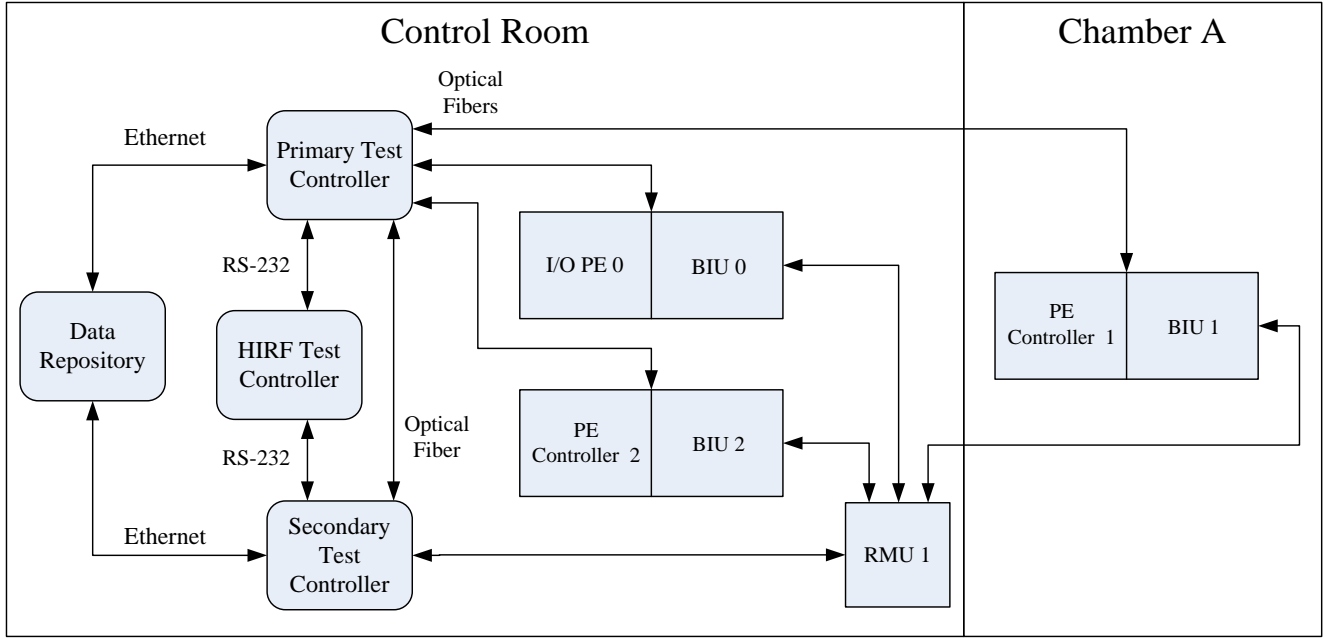 Control Room
Chamber A
Optical
Fibers
Ethernet
Primary Test
Controller
I/O PE 0
BIU 0
RS-232
PE
Controller 1
BIU 1
Data
Repository
HIRF Test
Controller
Optical
Fiber
PE
Controller 2
BIU 2
RS-232
Ethernet
Secondary
Test
Controller
RMU 1